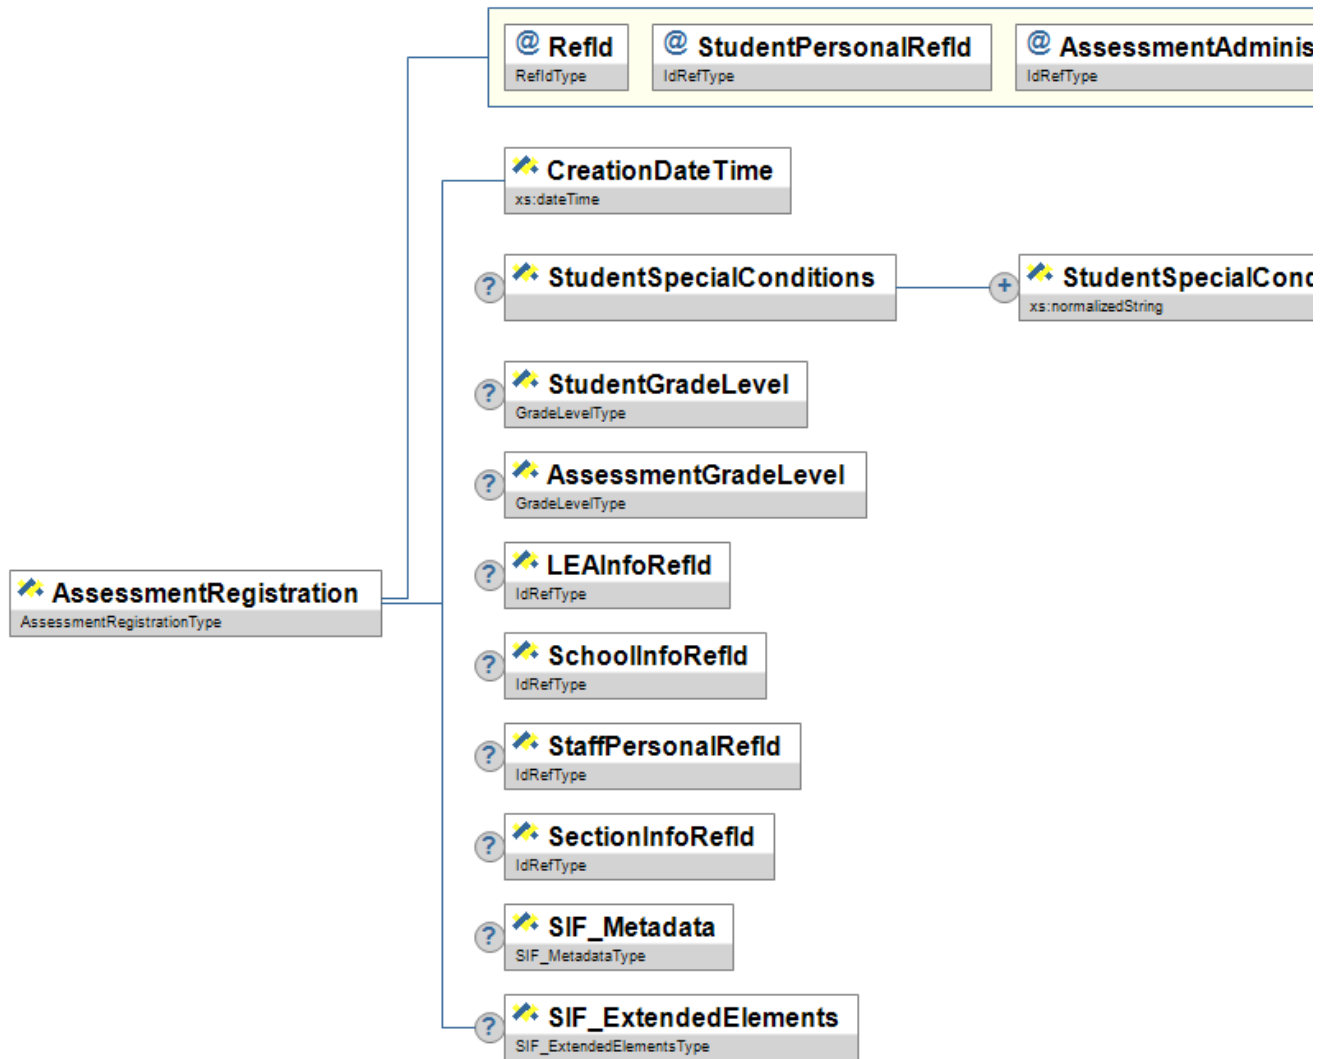 @ RefId
RefIdType
@ StudentPersonalRefId
IdRefType
@ AssessmentAdminis
IdRefType
CreationDateTime
xs:dateTime
? StudentSpecialConditions
+ StudentSpecialCond
xs:normalizedString
? StudentGradeLevel
GradeLevelType
? AssessmentGradeLevel
GradeLevelType
? LEAInfoRefId
IdRefType
AssessmentRegistration
AssessmentRegistrationType
? SchoolInfoRefId
IdRefType
? StaffPersonalRefId
IdRefType
? SectionInfoRefId
IdRefType
? SIF_Metadata
SIF_MetadataType
? SIF_ExtendedElements
SIF_ExtendedElementsType